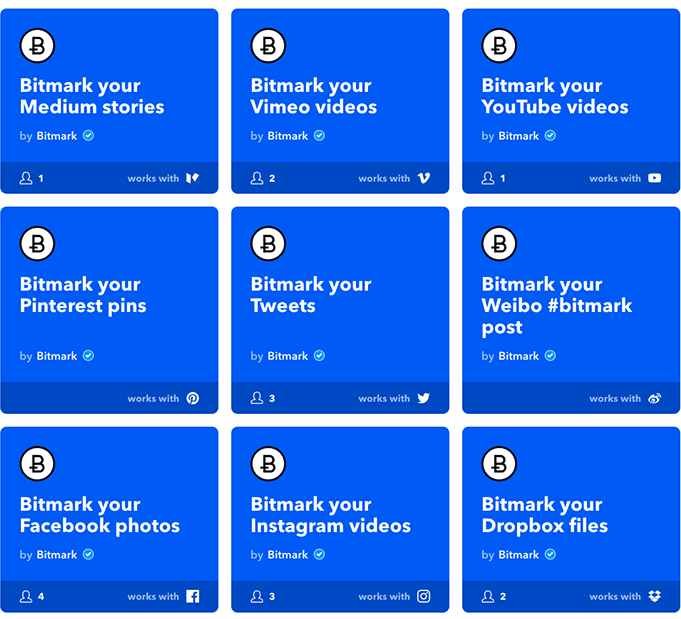 Bitmark your
Medium stories
by Bitmark
1 works with
Bitmark your
Vimeo videos
by Bitmark
2 works with
Bitmark your
YouTube videos
by Bitmark
1 works with
Bitmark your
Pinterest pins
by Bitmark
works with
Bitmark your
Tweets
by Bitmark
3 works with
Bitmark your
Weibo #bitmark
post
by Bitmark
works with
Bitmark your
Facebook photos
by Bitmark
4 works with
Bitmark your
Instagram videos
by Bitmark
3 works with
Bitmark your
Dropbox files
by Bitmark
2 works with